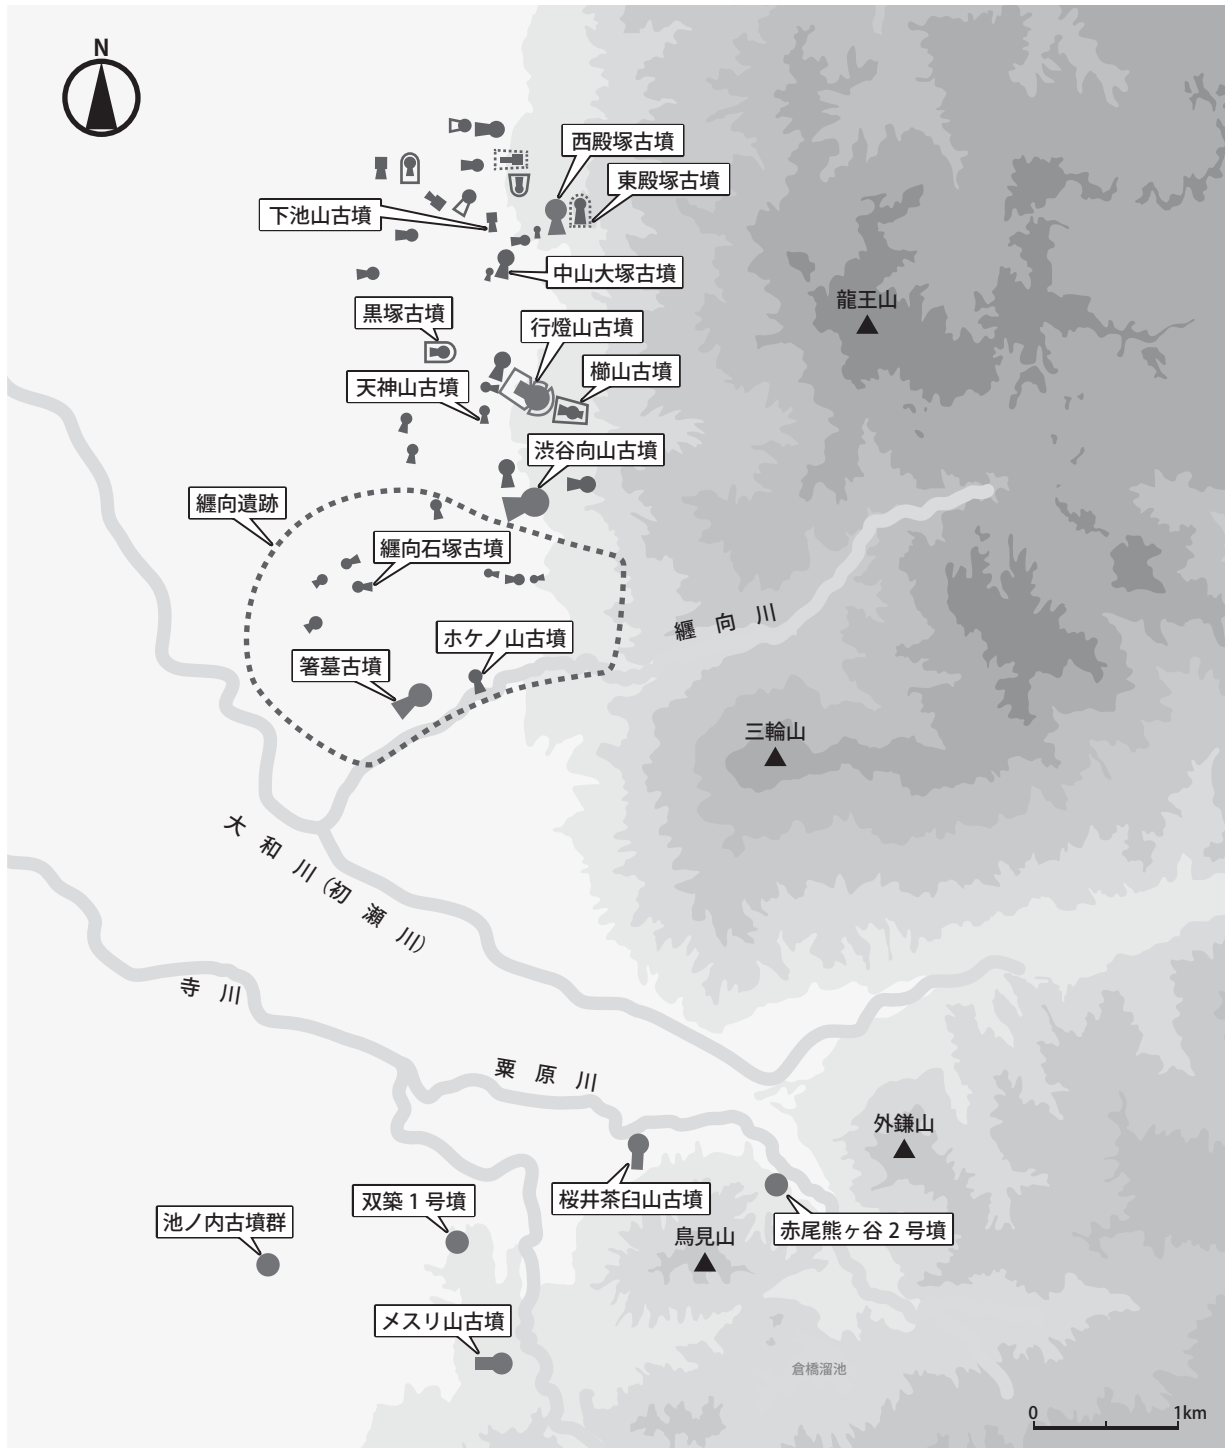 N
西殿塚古墳
東殿塚古墳
下池山古墳
中山大塚古墳
龍王山
黒塚古墳
行燈山古墳
櫛山古墳
天神山古墳
渋谷向山古墳
纒向遺跡
纒向石塚古墳
纒向川
ホケノ山古墳
箸墓古墳
三輪山
大和川(初瀬川)
寺川
粟原川
外鎌山
桜井茶臼山古墳
双築1号墳
池ノ内古墳群
赤尾熊ヶ谷2号墳
鳥見山
メスリ山古墳
倉橋溜池
0 1km